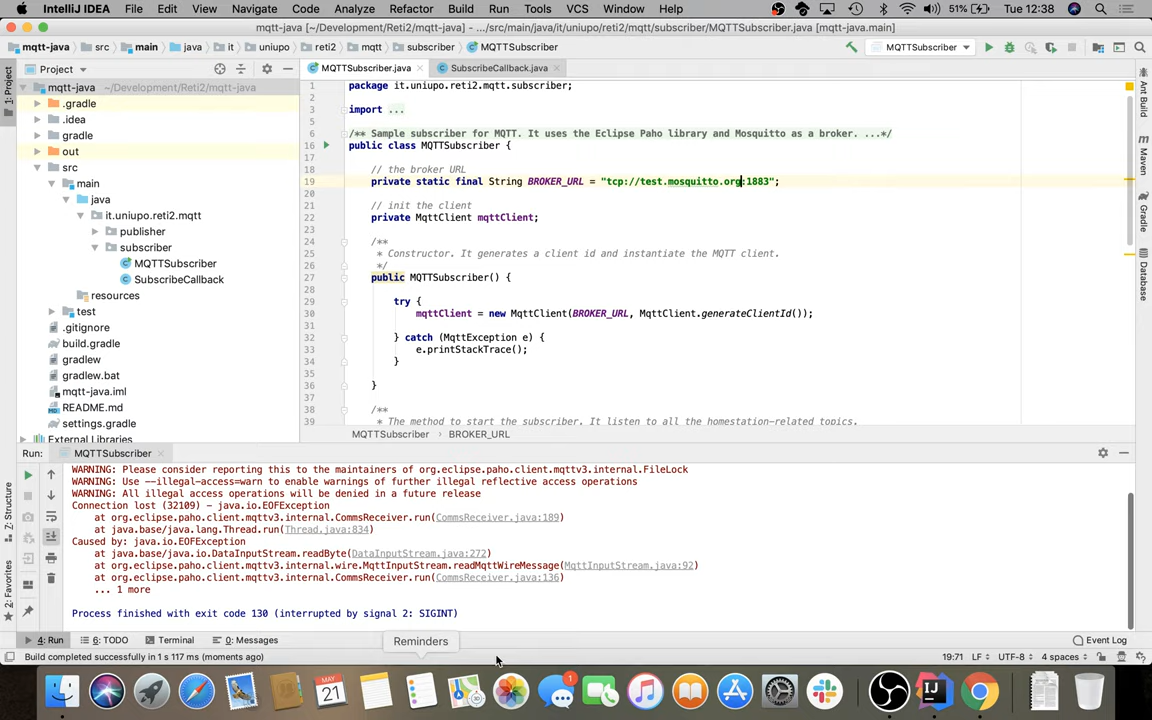 IntelliJ IDEA File Edit View Navigate Code Analyze Refactor Build Run Tools VCS Window Help 51% Tue 12:38
mqtt-java [~/Development/Reti2/mqtt-java] - .../src/main/java/it/uniupo/reti2/mqtt/subscriber/MQTTSubscriber.java [mqtt-java.main]
mqtt-java src main java it uniupo reti2 mqtt subscriber MQTTSubscriber MQTTSubscriber
Project MQTTSubscriber.java SubscribeCallback.java
1: Project
mqtt-java ~/Development/Reti2/mqtt-java
.gradle
.idea
gradle
out
src
main
java
it.uniupo.reti2.mqtt
publisher
subscriber
MQTTSubscriber
SubscribeCallback
resources
test
.gitignore
build.gradle
gradlew
gradlew.bat
mqtt-java.iml
README.md
settings.gradle
External Libraries
1 package it.uniupo.reti2.mqtt.subscriber;
2
3 import ...
5
6 /** Sample subscriber for MQTT. It uses the Eclipse Paho library and Mosquitto as a broker. ...*/
16 public class MQTTSubscriber {
17
18 // the broker URL
19 private static final String BROKER_URL = "tcp://test.mosquitto.org:1883";
20
21 // init the client
22 private MqttClient mqttClient;
23
24 /**
25 * Constructor. It generates a client id and instantiate the MQTT client.
26 */
27 public MQTTSubscriber() {
28
29 try {
30 mqttClient = new MqttClient(BROKER_URL, MqttClient.generateClientId());
31
32 } catch (MqttException e) {
33 e.printStackTrace();
34 }
35
36 }
37
38 /**
39 * The method to start the subscriber. It listen to all the homestation-related topics.
MQTTSubscriber BROKER_URL
Ant Build
Maven
Gradle
Database
Run: MQTTSubscriber
WARNING: Please consider reporting this to the maintainers of org.eclipse.paho.client.mqttv3.internal.FileLock
WARNING: Use --illegal-access=warn to enable warnings of further illegal reflective access operations
WARNING: All illegal access operations will be denied in a future release
Connection lost (32109) - java.io.EOFException
at org.eclipse.paho.client.mqttv3.internal.CommsReceiver.run(CommsReceiver.java:189)
at java.base/java.lang.Thread.run(Thread.java:834)
Caused by: java.io.EOFException
at java.base/java.io.DataInputStream.readByte(DataInputStream.java:272)
at org.eclipse.paho.client.mqttv3.internal.wire.MqttInputStream.readMqttWireMessage(MqttInputStream.java:92)
at org.eclipse.paho.client.mqttv3.internal.CommsReceiver.run(CommsReceiver.java:136)
... 1 more
Process finished with exit code 130 (interrupted by signal 2: SIGINT)
7: Structure
2: Favorites
4: Run 6: TODO Terminal 0: Messages Event Log
Reminders
Build completed successfully in 1 s 117 ms (moments ago) 19:71 LF UTF-8 4 spaces
MAY
21
1